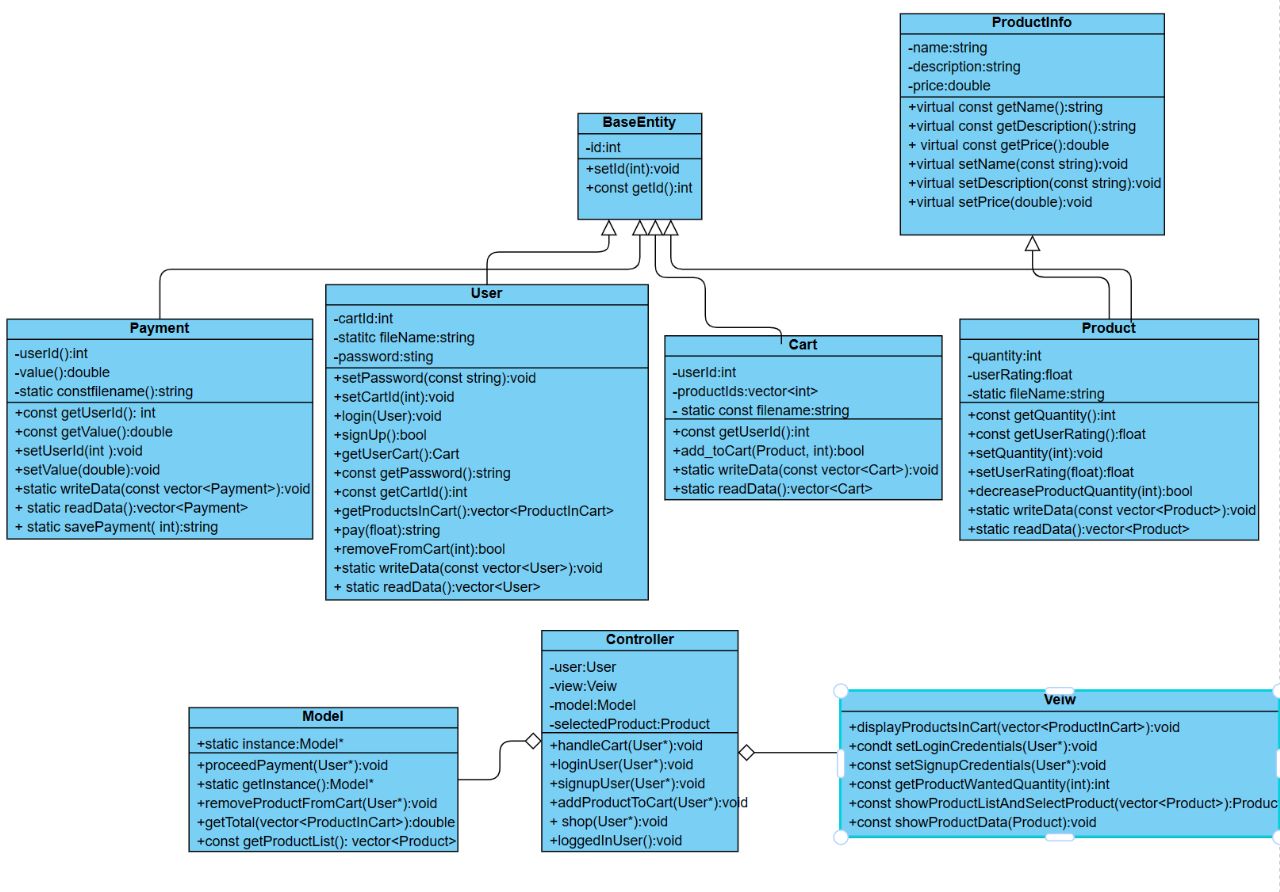 ProductInfo
-name:string
-description:string
-price:double
+virtual const getName():string
+virtual const getDescription():string
+ virtual const getPrice():double
+virtual setName(const string):void
+virtual setDescription(const string):void
+virtual setPrice(double):void
BaseEntity
-id:int
+setId(int):void
+const getId():int
Payment
-userId():int
-value():double
-static constfilename():string
+const getUserId(): int
+const getValue():double
+setUserId(int ):void
+setValue(double):void
+static writeData(const vector<Payment>):void
+ static readData():vector<Payment>
+ static savePayment( int):string
User
-cartId:int
-statitc fileName:string
-password:sting
+setPassword(const string):void
+setCartId(int):void
+login(User):void
+signUp():bool
+getUserCart():Cart
+const getPassword():string
+const getCartId():int
+getProductsInCart():vector<ProductInCart>
+pay(float):string
+removeFromCart(int):bool
+static writeData(const vector<User>):void
+ static readData():vector<User>
Cart
-userId:int
-productIds:vector<int>
- static const filename:string
+const getUserId():int
+add_toCart(Product, int):bool
+static writeData(const vector<Cart>):void
+static readData():vector<Cart>
Product
-quantity:int
-userRating:float
-static fileName:string
+const getQuantity():int
+const getUserRating():float
+setQuantity(int):void
+setUserRating(float):float
+decreaseProductQuantity(int):bool
+static writeData(const vector<Product>):void
+static readData():vector<Product>
Model
+static instance:Model*
+proceedPayment(User*):void
+static getInstance():Model*
+removeProductFromCart(User*):void
+getTotal(vector<ProductInCart>):double
+const getProductList(): vector<Product>
Controller
-user:User
-view:Veiw
-model:Model
-selectedProduct:Product
+handleCart(User*):void
+loginUser(User*):void
+signupUser(User*):void
+addProductToCart(User*):void
+ shop(User*):void
+loggedInUser():void
Veiw
+displayProductsInCart(vector<ProductInCart>):void
+condt setLoginCredentials(User*):void
+const setSignupCredentials(User*):void
+const getProductWantedQuantity(int):int
+const showProductListAndSelectProduct(vector<Product>):Produc
+const showProductData(Product):void